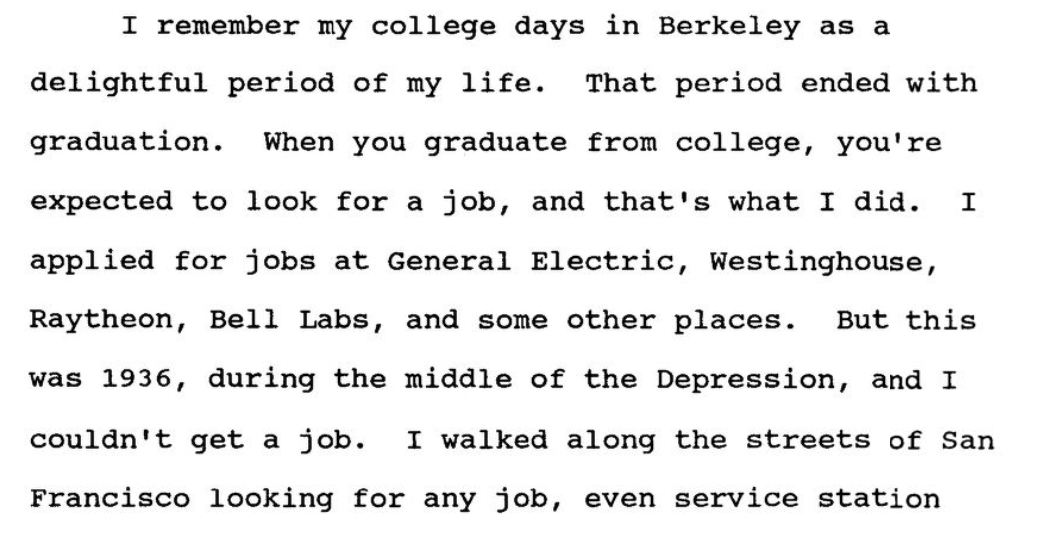 I remember my college days in Berkeley as a
delightful period of my life. That period ended with
graduation. When you graduate from college, you're
expected to look for a job, and that's what I did. I
applied for jobs at General Electric, Westinghouse,
Raytheon, Bell Labs, and some other places. But this
was 1936, during the middle of the Depression, and I
couldn't get a job. I walked along the streets of San
Francisco looking for any job, even service station